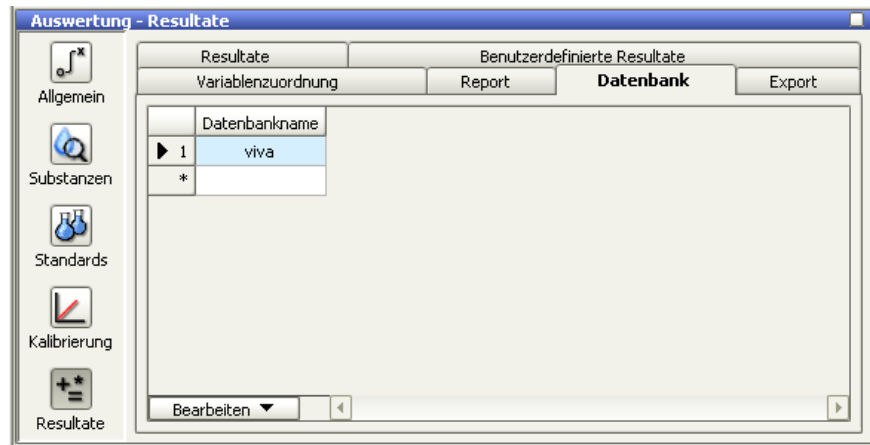 Auswertung - Resultate
Allgemein
Substanzen
Standards
Kalibrierung
Resultate
Resultate Benutzerdefinierte Resultate
Variablenzuordnung Report Datenbank Export
Datenbankname
1 viva
*
Bearbeiten